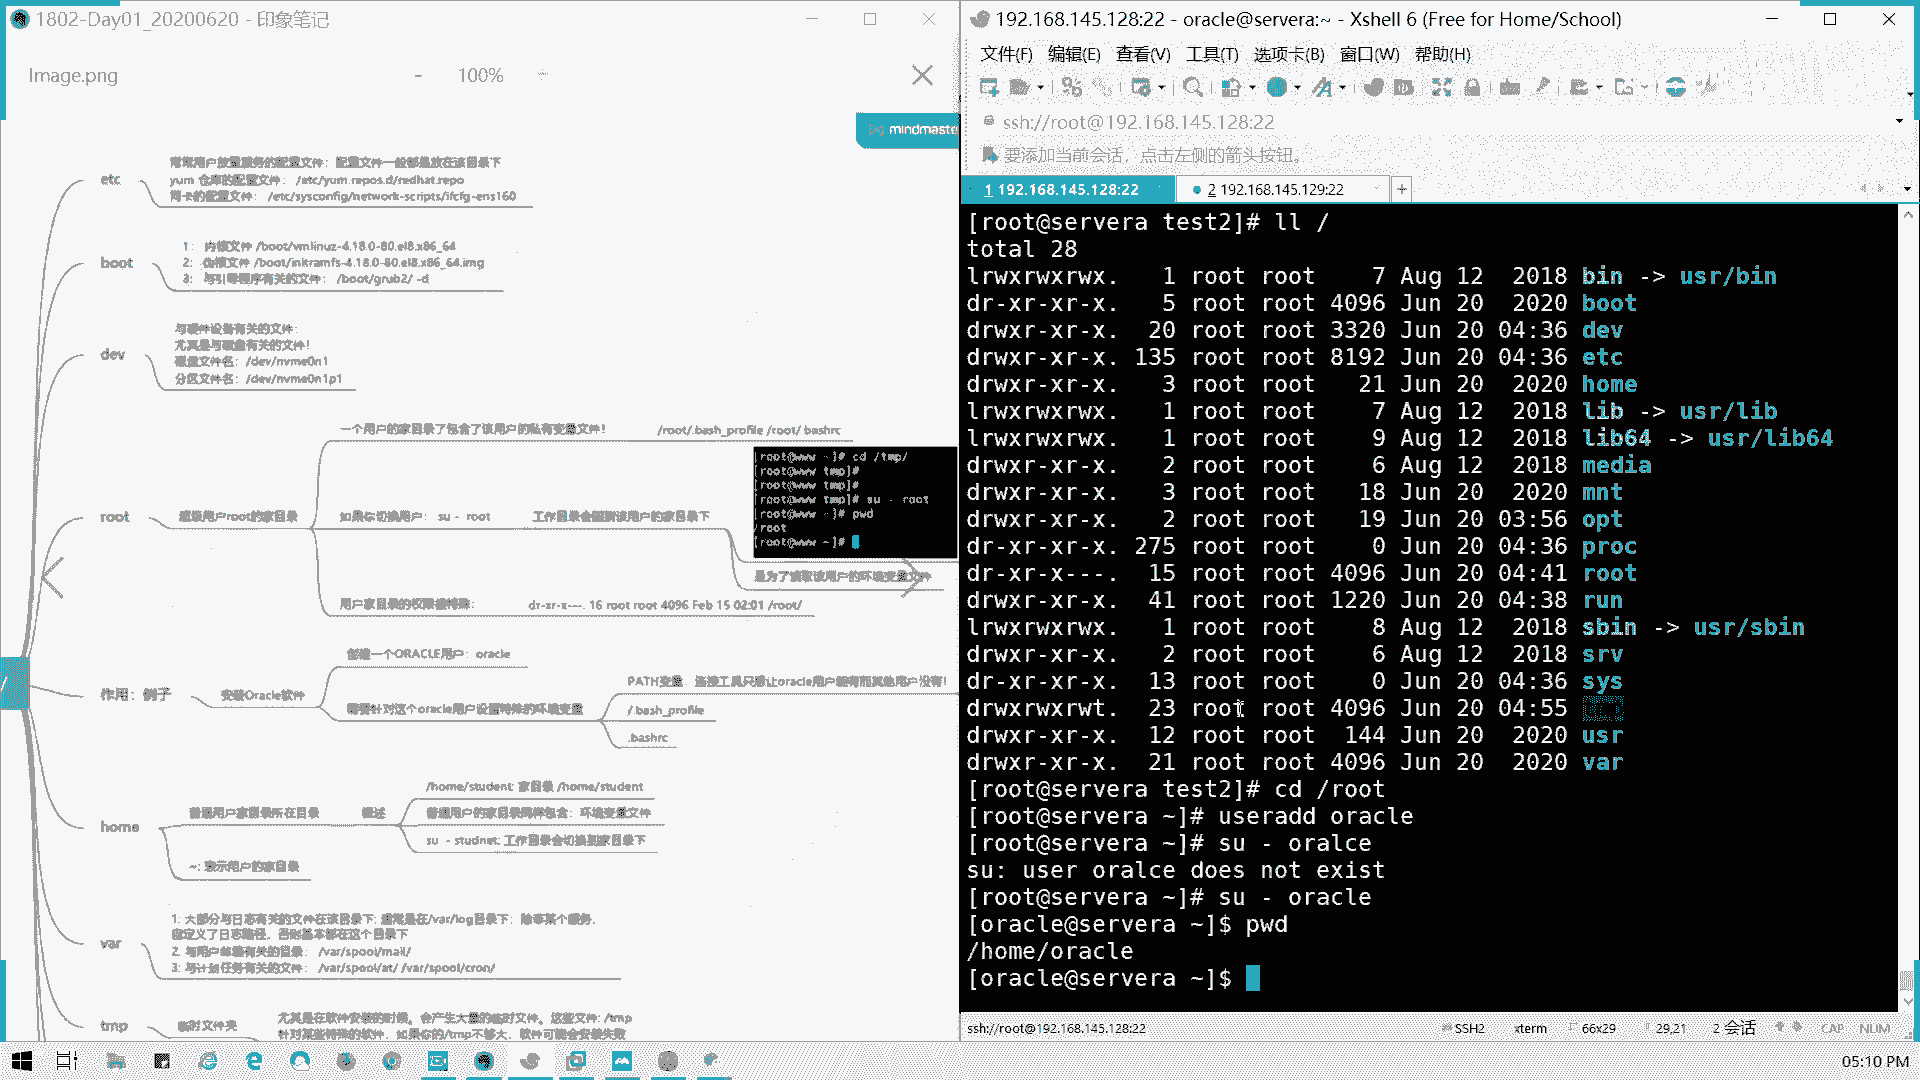 1802-Day01_20200620 - 印象笔记
Image.png
- 100%
mindmaste
etc
常常用户放置服务的配置文件：配置文件一般都是放在该目录下
yum 仓库的配置文件： /etc/yum.repos.d/redhat.repo
网卡的配置文件： /etc/sysconfig/network-scripts/ifcfg-ens160
boot
1： 内核文件 /boot/vmlinuz-4.18.0-80.el8.x86_64
2: 伪根文件 /boot/initramfs-4.18.0-80.el8.x86_64.img
3: 与引导程序有关的文件： /boot/grub2/ -d
dev
与硬件设备有关的文件：
尤其是与磁盘有关的文件！
磁盘文件名：/dev/nvme0n1
分区文件名：/dev/nvme0n1p1
root
超级用户root的家目录
一个用户的家目录了包含了该用户的私有变量文件！ /root/.bash_profile /root/ bashrc
如果你切换用户： su - root
工作目录会随到该用户的家目录下
[root@www ~]# cd /tmp/
[root@www tmp]#
[root@www tmp]#
[root@www tmp]# su - root
[root@www ~]# pwd
/root
[root@www ~]#
是为了读取该用户的环境变量文件
用户家目录的权限很特殊： dr-xr-x---. 16 root root 4096 Feb 15 02:01 /root/
作用：例子
安装Oracle软件
创建一个ORACLE用户：oracle
需要针对这个oracle用户设置特殊的环境变量
PATH变量 连接工具只想让oracle用户能有而其他用户没有！
/.bash_profile
.bashrc
home
普通用户家目录所在目录
概述
/home/student: 家目录 /home/student
普通用户的家目录同样包含：环境变量文件
su - studnet: 工作目录会切换到家目录下
~: 表示用户的家目录
var
1: 大部分与日志有关的文件在该目录下: 通常是在/var/log目录下：除非某个服务，
自定义了日志路径，否则基本都在这个目录下
2. 与用户邮箱有关的目录： /var/spool/mail/
3: 与计划任务有关的文件： /var/spool/at/ /var/spool/cron/
tmp
临时文件夹
尤其是在软件安装的时候，会产生大量的临时文件。这些文件: /tmp
针对某些特殊的软件，如果你的/tmp不够大，软件可能会安装失败
192.168.145.128:22 - oracle@servera:~ - Xshell 6 (Free for Home/School)
文件(F) 编辑(E) 查看(V) 工具(T) 选项卡(B) 窗口(W) 帮助(H)
ssh://root@192.168.145.128:22
要添加当前会话，点击左侧的箭头按钮。
1 192.168.145.128:22
2 192.168.145.129:22
+
[root@servera test2]# ll /
total 28
lrwxrwxrwx. 1 root root 7 Aug 12 2018 bin -> usr/bin
dr-xr-xr-x. 5 root root 4096 Jun 20 2020 boot
drwxr-xr-x. 20 root root 3320 Jun 20 04:36 dev
drwxr-xr-x. 135 root root 8192 Jun 20 04:36 etc
drwxr-xr-x. 3 root root 21 Jun 20 2020 home
lrwxrwxrwx. 1 root root 7 Aug 12 2018 lib -> usr/lib
lrwxrwxrwx. 1 root root 9 Aug 12 2018 lib64 -> usr/lib64
drwxr-xr-x. 2 root root 6 Aug 12 2018 media
drwxr-xr-x. 3 root root 18 Jun 20 2020 mnt
drwxr-xr-x. 2 root root 19 Jun 20 03:56 opt
dr-xr-xr-x. 275 root root 0 Jun 20 04:36 proc
dr-xr-x---. 15 root root 4096 Jun 20 04:41 root
drwxr-xr-x. 41 root root 1220 Jun 20 04:38 run
lrwxrwxrwx. 1 root root 8 Aug 12 2018 sbin -> usr/sbin
drwxr-xr-x. 2 root root 6 Aug 12 2018 srv
dr-xr-xr-x. 13 root root 0 Jun 20 04:36 sys
drwxrwxrwt. 23 root root 4096 Jun 20 04:55
drwxr-xr-x. 12 root root 144 Jun 20 2020 usr
drwxr-xr-x. 21 root root 4096 Jun 20 2020 var
[root@servera test2]# cd /root
[root@servera ~]# useradd oracle
[root@servera ~]# su - oralce
su: user oralce does not exist
[root@servera ~]# su - oracle
[oracle@servera ~]$ pwd
/home/oracle
[oracle@servera ~]$
ssh://root@192.168.145.128:22 SSH2 xterm 66x29 29,21 2 会话 CAP NUM
05:10 PM